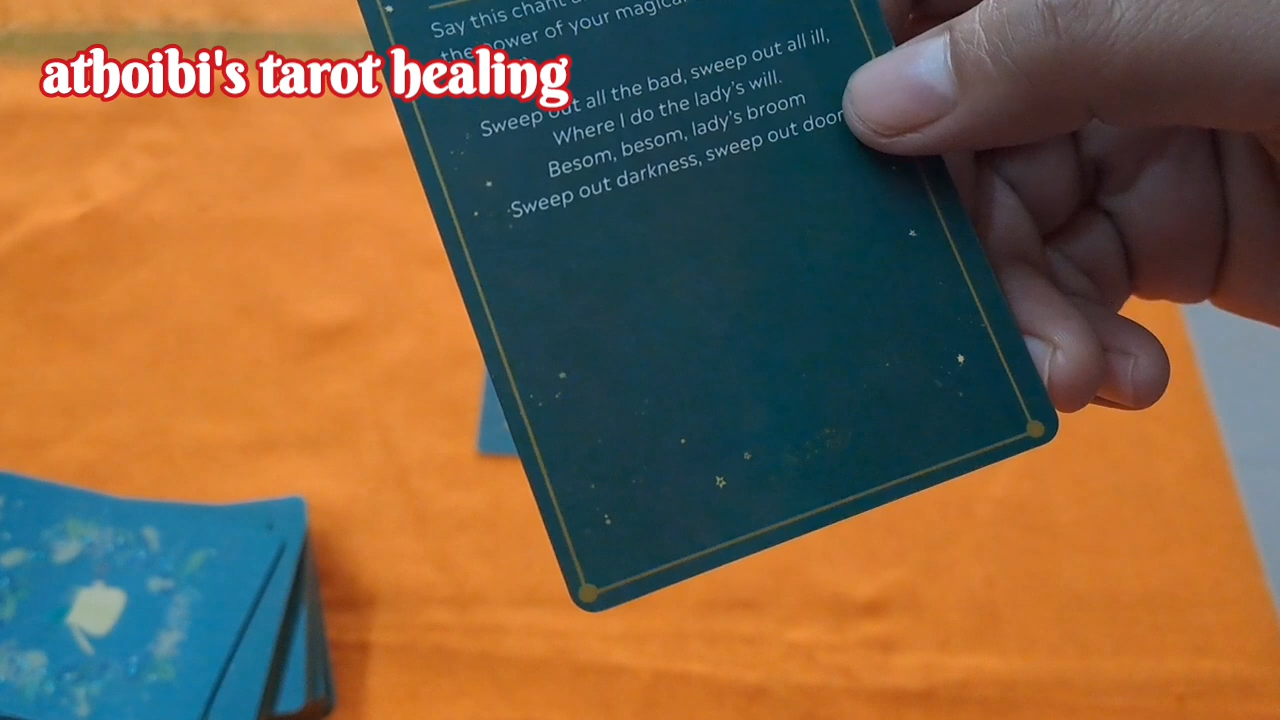 athoibi's tarot healing
Say this chant
the power of your magical
Sweep out all the bad, sweep out all ill,
Where I do the lady's will.
Besom, besom, lady's broom
Sweep out darkness, sweep out doom